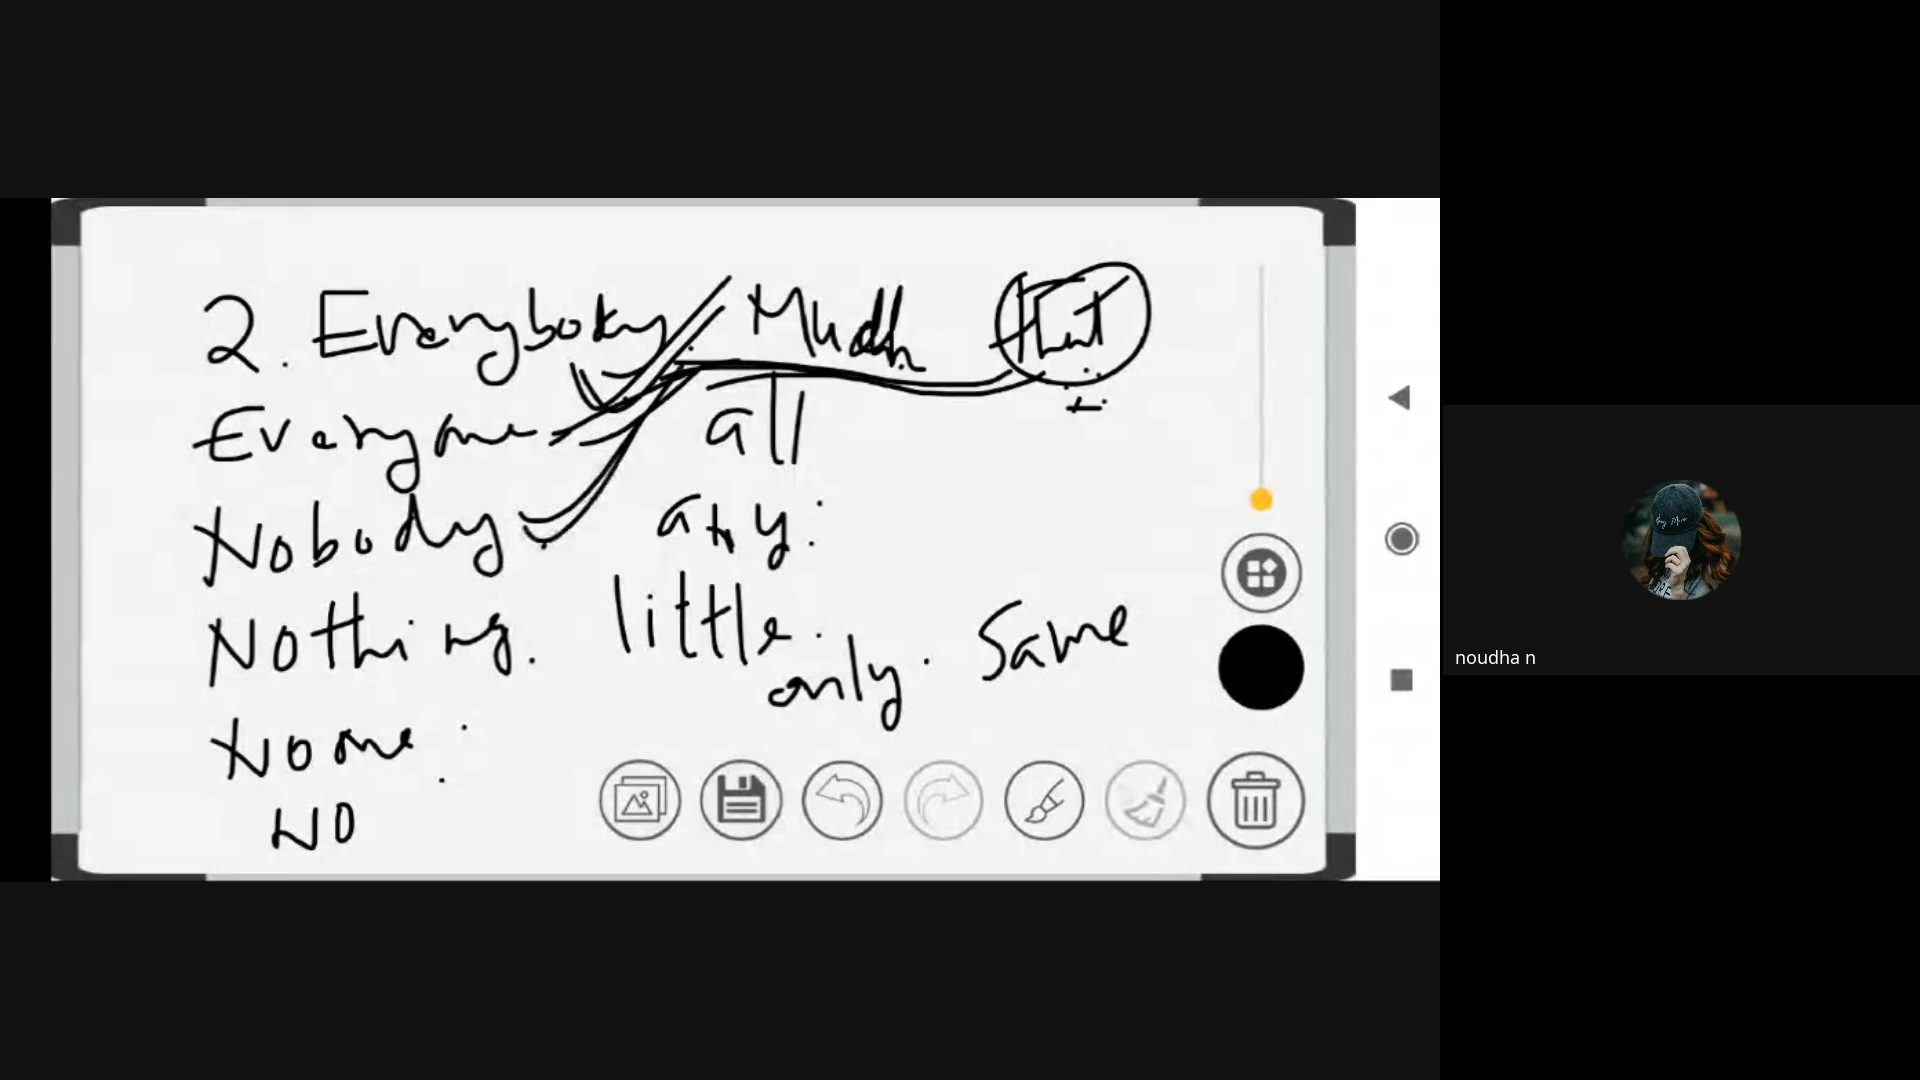 2. Everybody Much that
Everyone all
Nobody any:
Nothing. little.
only. Same
None:
NO
noudha n